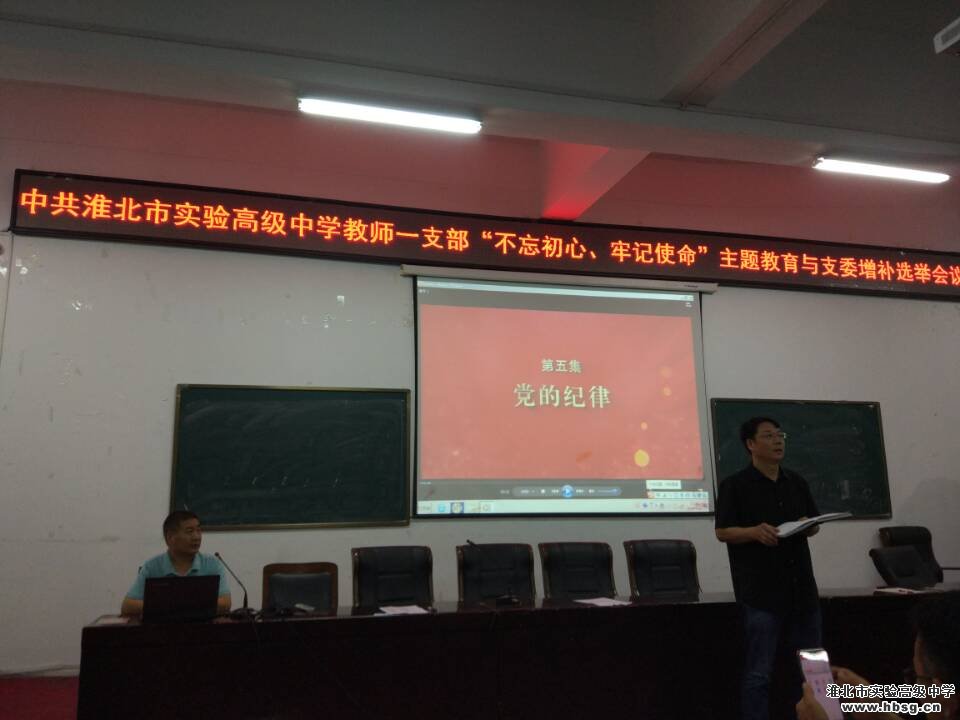 中共淮北市实验高级中学教师一支部“不忘初心、牢记使命”主题教育与支委增补选举会议
第五集
党的纪律
淮北市实验高级中学
www.hbsg.cn